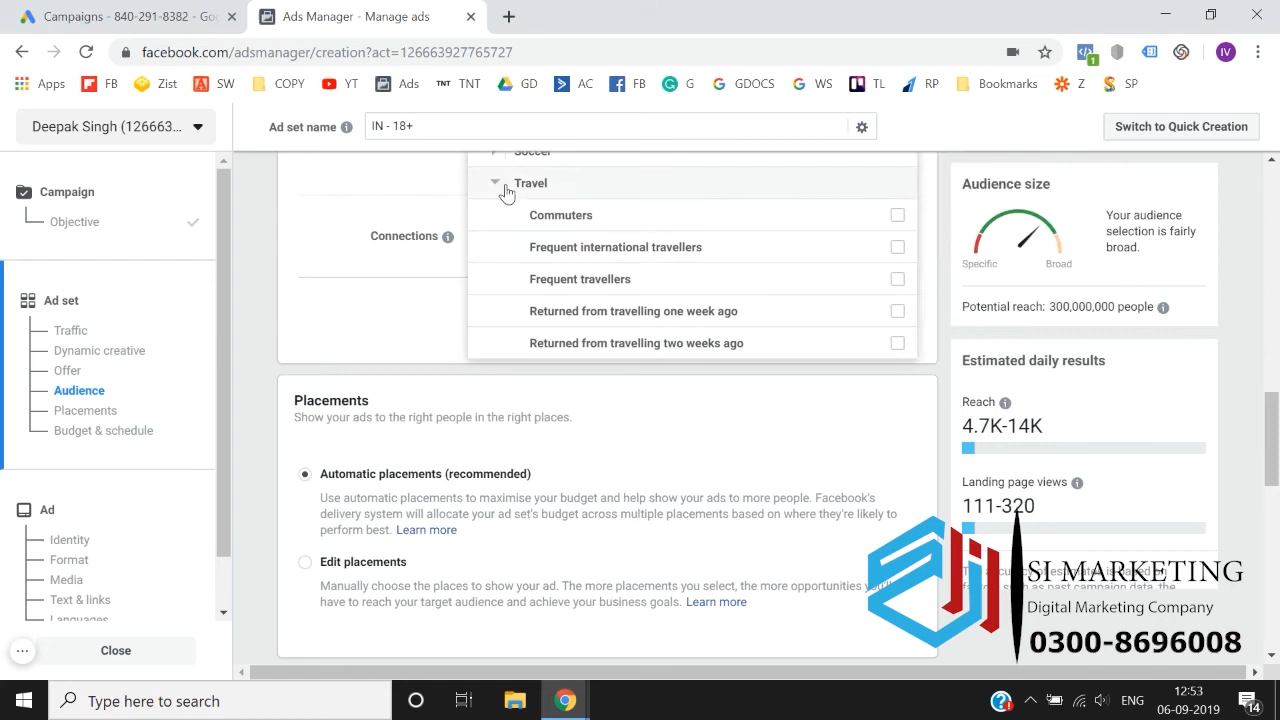 Campaigns - 840-291-8382 - Goo
Ads Manager - Manage ads
facebook.com/adsmanager/creation?act=126663927765727
Apps
FB
Zist
SW
COPY
YT
Ads
TNT TNT
GD
AC
FB
G
GDOCS
WS
TL
RP
Bookmarks
Z
SP
IV
Deepak Singh (126663...
Ad set name
IN - 18+
Switch to Quick Creation
Campaign
Objective
Ad set
Traffic
Dynamic creative
Offer
Audience
Placements
Budget & schedule
Ad
Identity
Format
Media
Text & links
Languages
Close
Connections
Soccer
Travel
Commuters
Frequent international travellers
Frequent travellers
Returned from travelling one week ago
Returned from travelling two weeks ago
Placements
Show your ads to the right people in the right places.
Automatic placements (recommended)
Use automatic placements to maximise your budget and help show your ads to more people. Facebook's
delivery system will allocate your ad set's budget across multiple placements based on where they're likely to
perform best. Learn more
Edit placements
Manually choose the places to show your ad. The more placements you select, the more opportunities you'll
have to reach your target audience and achieve your business goals. Learn more
Audience size
Your audience
selection is fairly
broad.
Specific
Broad
Potential reach: 300,000,000 people
Estimated daily results
Reach
4.7K-14K
Landing page views
111-320
SI MARKETING
Digital Marketing Company
0300-8696008
Type here to search
ENG
12:53
06-09-2019
14